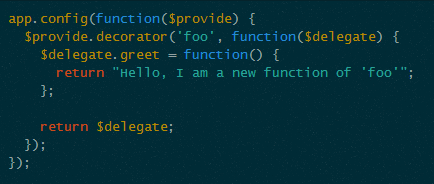 app.config(function($provide) {
  $provide.decorator('foo', function($delegate) {
    $delegate.greet = function() {
      return "Hello, I am a new function of 'foo'";
    };

    return $delegate;
  });
});